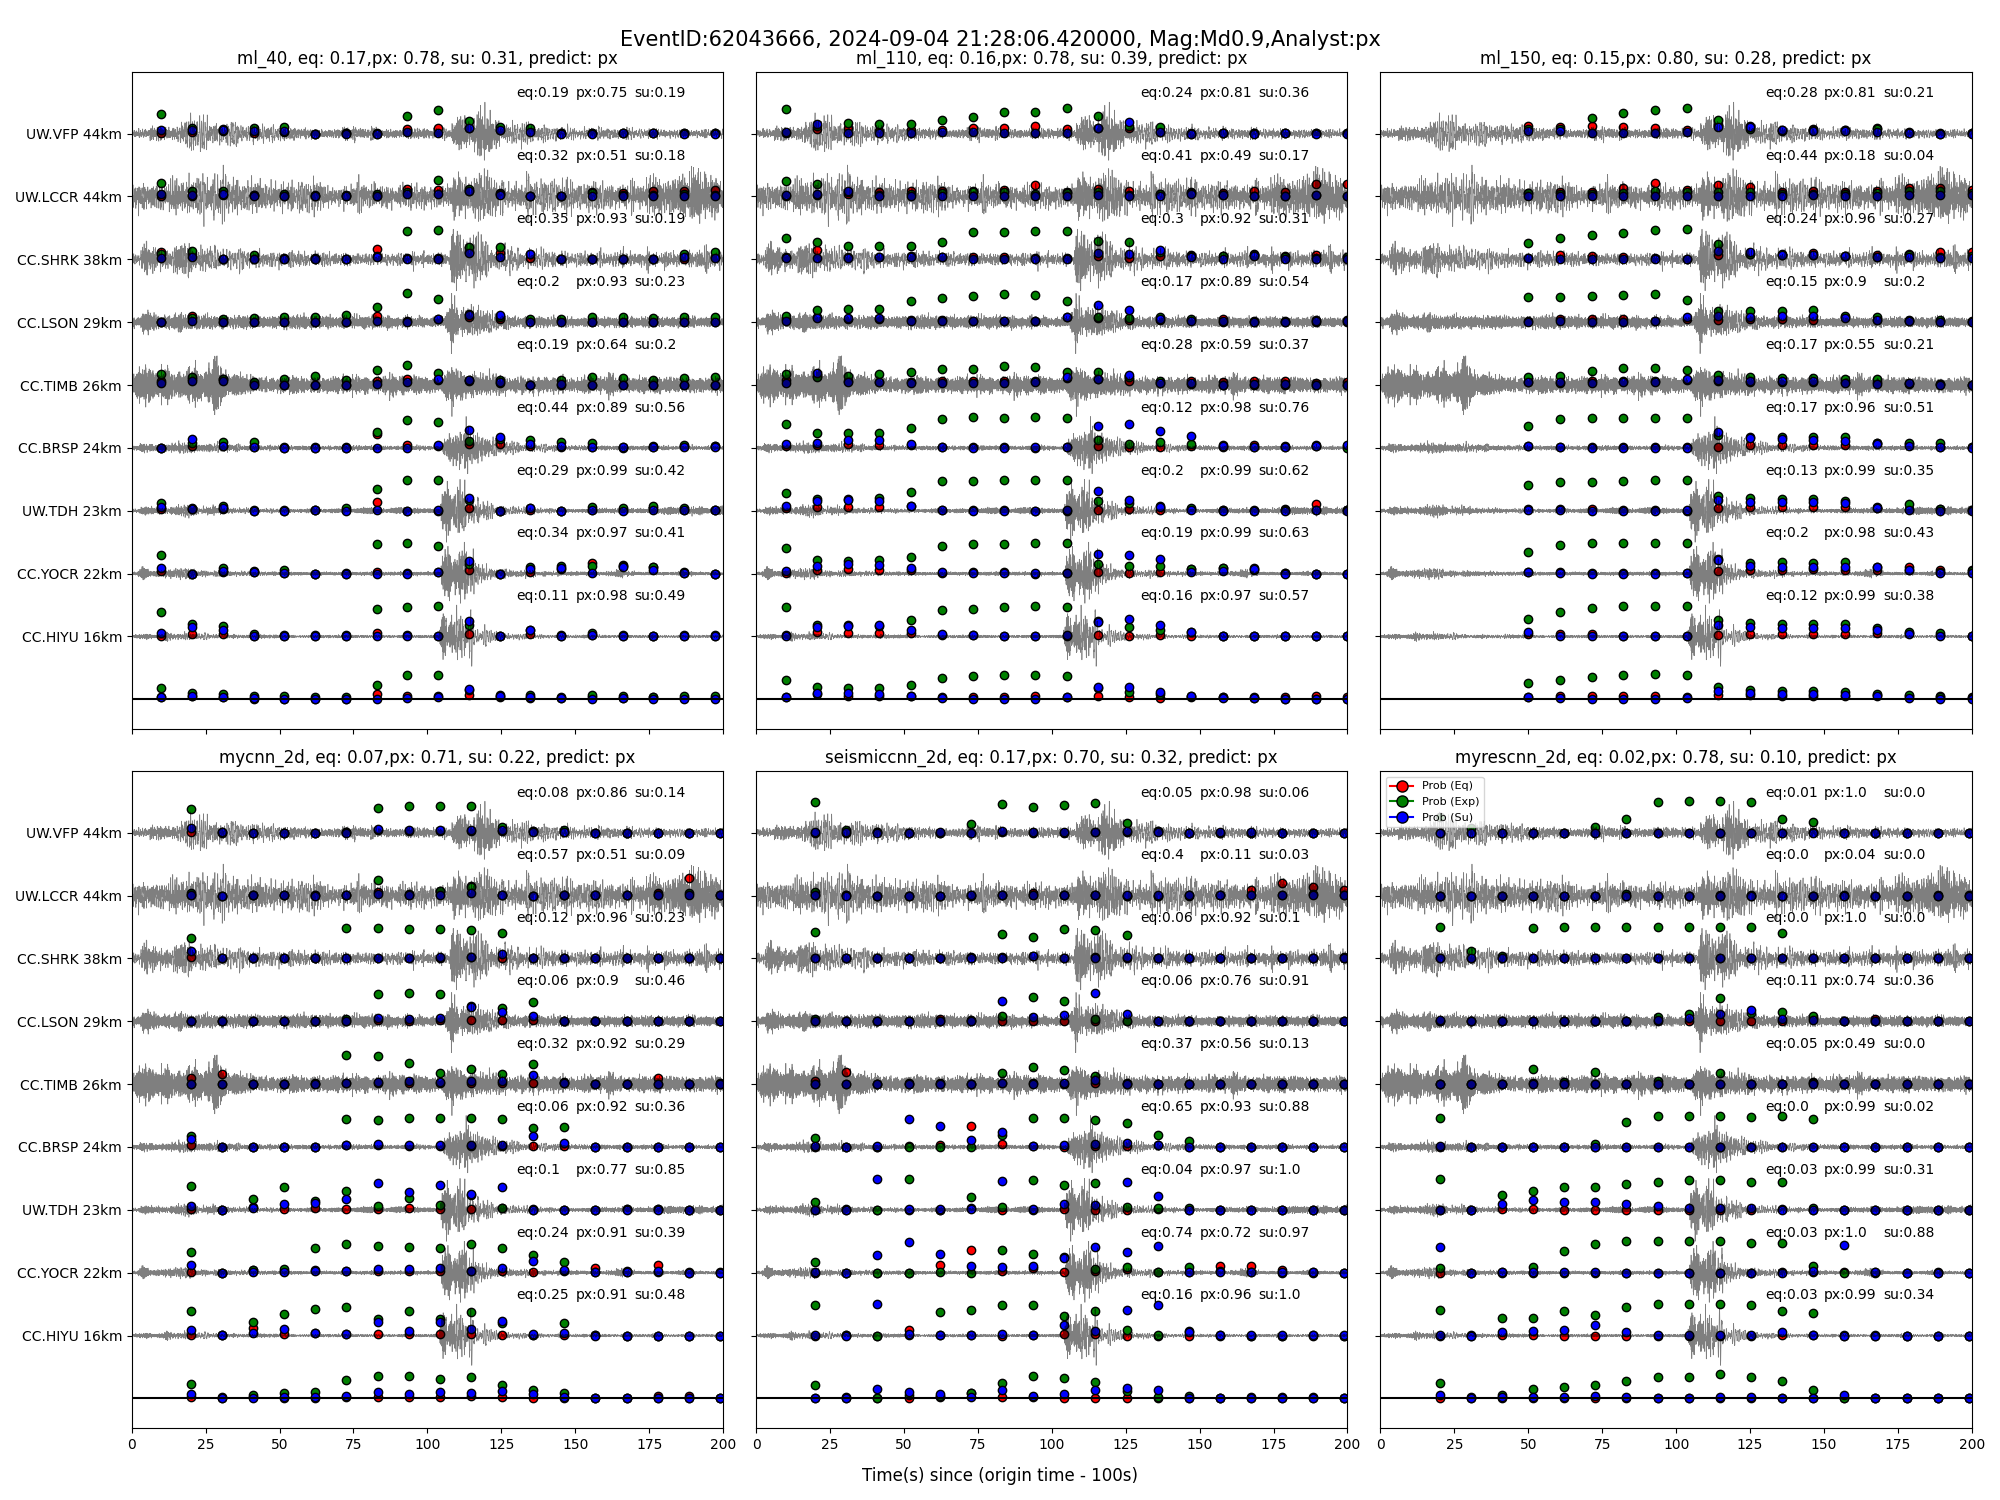 EventID:62043666, 2024-09-04 21:28:06.420000, Mag:Md0.9,Analyst:px
ml_40, eq: 0.17,px: 0.78, su: 0.31, predict: px
UW.VFP 44km
eq:0.19 px:0.75 su:0.19
UW.LCCR 44km
eq:0.32 px:0.51 su:0.18
CC.SHRK 38km
eq:0.35 px:0.93 su:0.19
CC.LSON 29km
eq:0.2 px:0.93 su:0.23
CC.TIMB 26km
eq:0.19 px:0.64 su:0.2
CC.BRSP 24km
eq:0.44 px:0.89 su:0.56
UW.TDH 23km
eq:0.29 px:0.99 su:0.42
CC.YOCR 22km
eq:0.34 px:0.97 su:0.41
CC.HIYU 16km
eq:0.11 px:0.98 su:0.49
ml_110, eq: 0.16,px: 0.78, su: 0.39, predict: px
eq:0.24 px:0.81 su:0.36
eq:0.41 px:0.49 su:0.17
eq:0.3 px:0.92 su:0.31
eq:0.17 px:0.89 su:0.54
eq:0.28 px:0.59 su:0.37
eq:0.12 px:0.98 su:0.76
eq:0.2 px:0.99 su:0.62
eq:0.19 px:0.99 su:0.63
eq:0.16 px:0.97 su:0.57
ml_150, eq: 0.15,px: 0.80, su: 0.28, predict: px
eq:0.28 px:0.81 su:0.21
eq:0.44 px:0.18 su:0.04
eq:0.24 px:0.96 su:0.27
eq:0.15 px:0.9 su:0.2
eq:0.17 px:0.55 su:0.21
eq:0.17 px:0.96 su:0.51
eq:0.13 px:0.99 su:0.35
eq:0.2 px:0.98 su:0.43
eq:0.12 px:0.99 su:0.38
mycnn_2d, eq: 0.07,px: 0.71, su: 0.22, predict: px
UW.VFP 44km
eq:0.08 px:0.86 su:0.14
UW.LCCR 44km
eq:0.57 px:0.51 su:0.09
CC.SHRK 38km
eq:0.12 px:0.96 su:0.23
CC.LSON 29km
eq:0.06 px:0.9 su:0.46
CC.TIMB 26km
eq:0.32 px:0.92 su:0.29
CC.BRSP 24km
eq:0.06 px:0.92 su:0.36
UW.TDH 23km
eq:0.1 px:0.77 su:0.85
CC.YOCR 22km
eq:0.24 px:0.91 su:0.39
CC.HIYU 16km
eq:0.25 px:0.91 su:0.48
0 25 50 75 100 125 150 175 200
seismiccnn_2d, eq: 0.17,px: 0.70, su: 0.32, predict: px
eq:0.05 px:0.98 su:0.06
eq:0.4 px:0.11 su:0.03
eq:0.06 px:0.92 su:0.1
eq:0.06 px:0.76 su:0.91
eq:0.37 px:0.56 su:0.13
eq:0.65 px:0.93 su:0.88
eq:0.04 px:0.97 su:1.0
eq:0.74 px:0.72 su:0.97
eq:0.16 px:0.96 su:1.0
0 25 50 75 100 125 150 175 200
myrescnn_2d, eq: 0.02,px: 0.78, su: 0.10, predict: px
Prob (Eq)
Prob (Exp)
Prob (Su)
eq:0.01 px:1.0 su:0.0
eq:0.0 px:0.04 su:0.0
eq:0.0 px:1.0 su:0.0
eq:0.11 px:0.74 su:0.36
eq:0.05 px:0.49 su:0.0
eq:0.0 px:0.99 su:0.02
eq:0.03 px:0.99 su:0.31
eq:0.03 px:1.0 su:0.88
eq:0.03 px:0.99 su:0.34
0 25 50 75 100 125 150 175 200
Time(s) since (origin time - 100s)